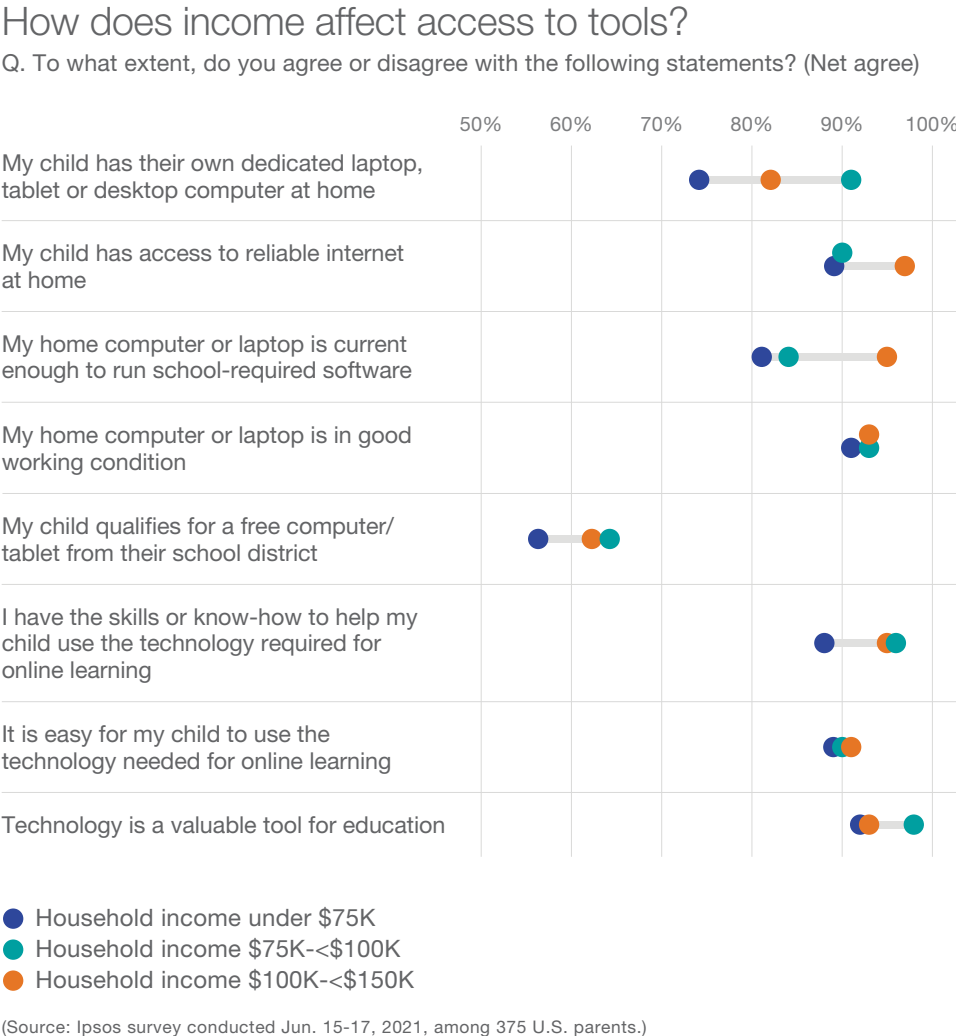 How does income affect access to tools?
Q. To what extent, do you agree or disagree with the following statements? (Net agree)
50% 60% 70% 80% 90% 100%
My child has their own dedicated laptop,
tablet or desktop computer at home
My child has access to reliable internet
at home
My home computer or laptop is current
enough to run school-required software
My home computer or laptop is in good
working condition
My child qualifies for a free computer/
tablet from their school district
I have the skills or know-how to help my
child use the technology required for
online learning
It is easy for my child to use the
technology needed for online learning
Technology is a valuable tool for education
Household income under $75K
Household income $75K-<$100K
Household income $100K-<$150K
(Source: Ipsos survey conducted Jun. 15-17, 2021, among 375 U.S. parents.)